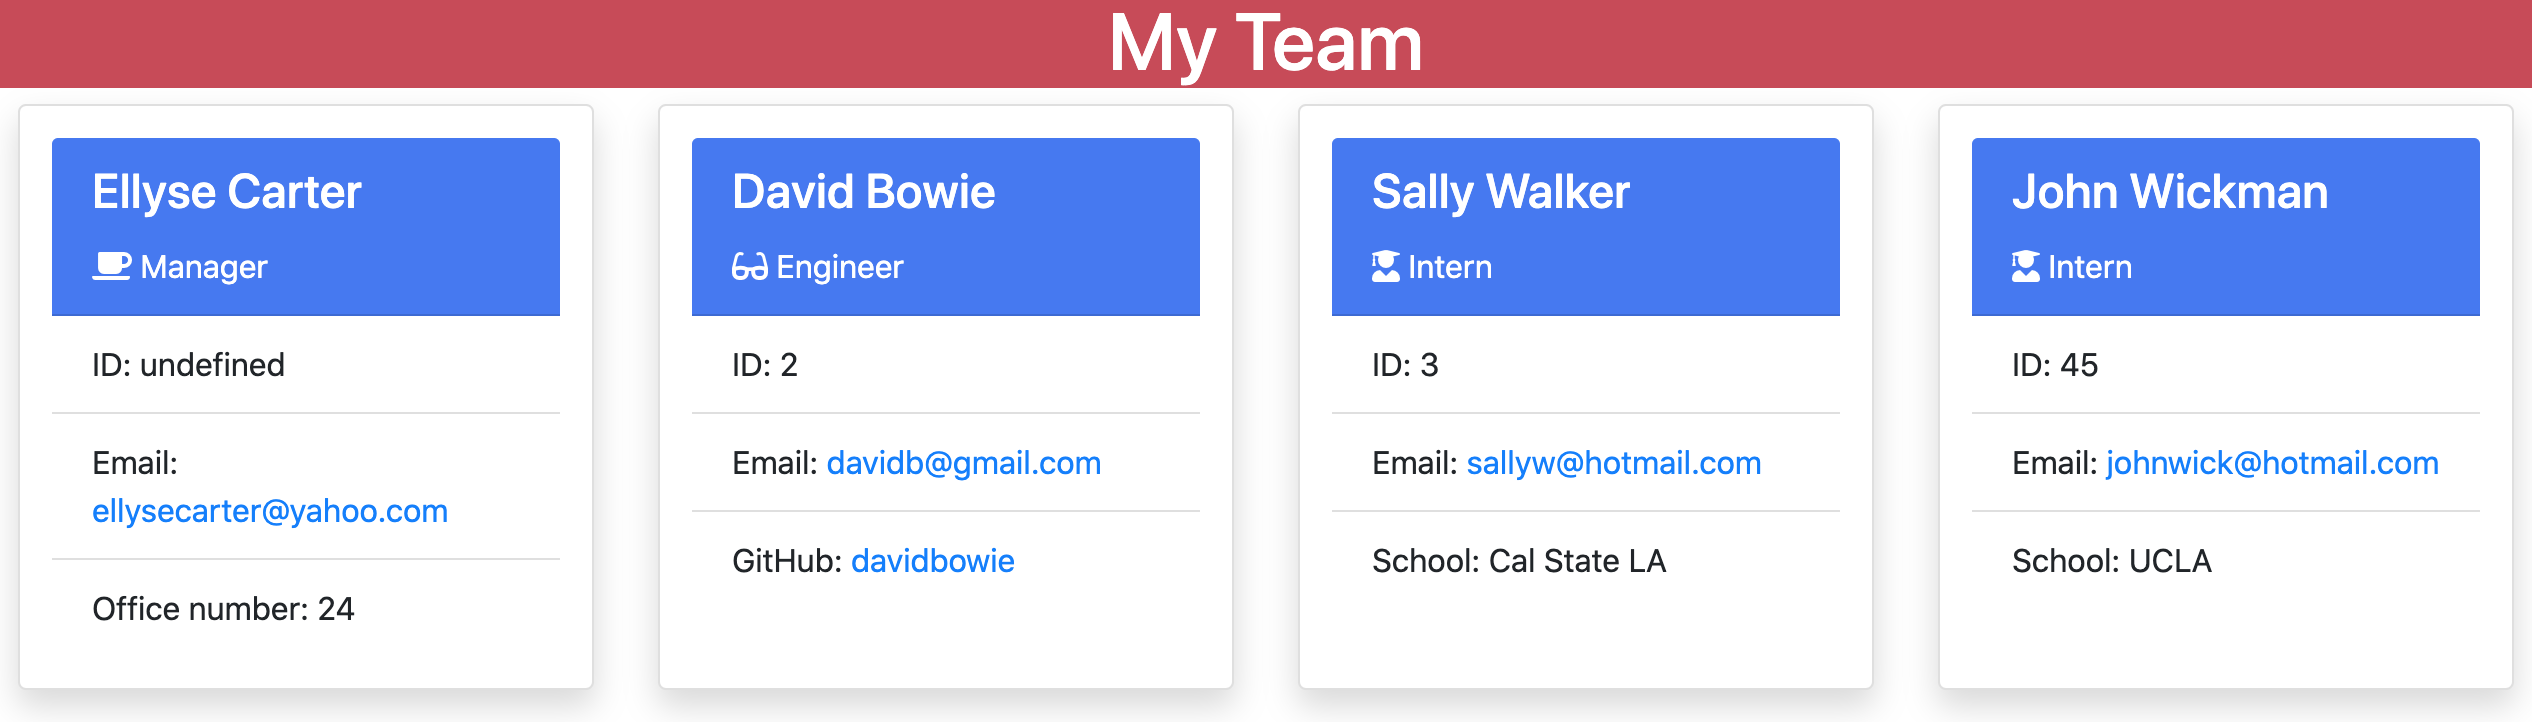 My Team
Ellyse Carter
Manager
ID: undefined
Email:
ellysecarter@yahoo.com
Office number: 24
David Bowie
Engineer
ID: 2
Email: davidb@gmail.com
GitHub: davidbowie
Sally Walker
Intern
ID: 3
Email: sallyw@hotmail.com
School: Cal State LA
John Wickman
Intern
ID: 45
Email: johnwick@hotmail.com
School: UCLA